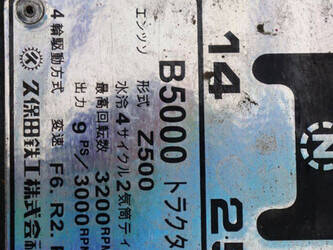 B5000 トラクタ
エンジン 形式 Z500
水冷4サイクル2気筒ディ
最高回転数 3200RPM
出力 9PS/3000RPM
4輪駆動方式 変速 F6. R2.
久保田鉄工株式会社
14
N
2